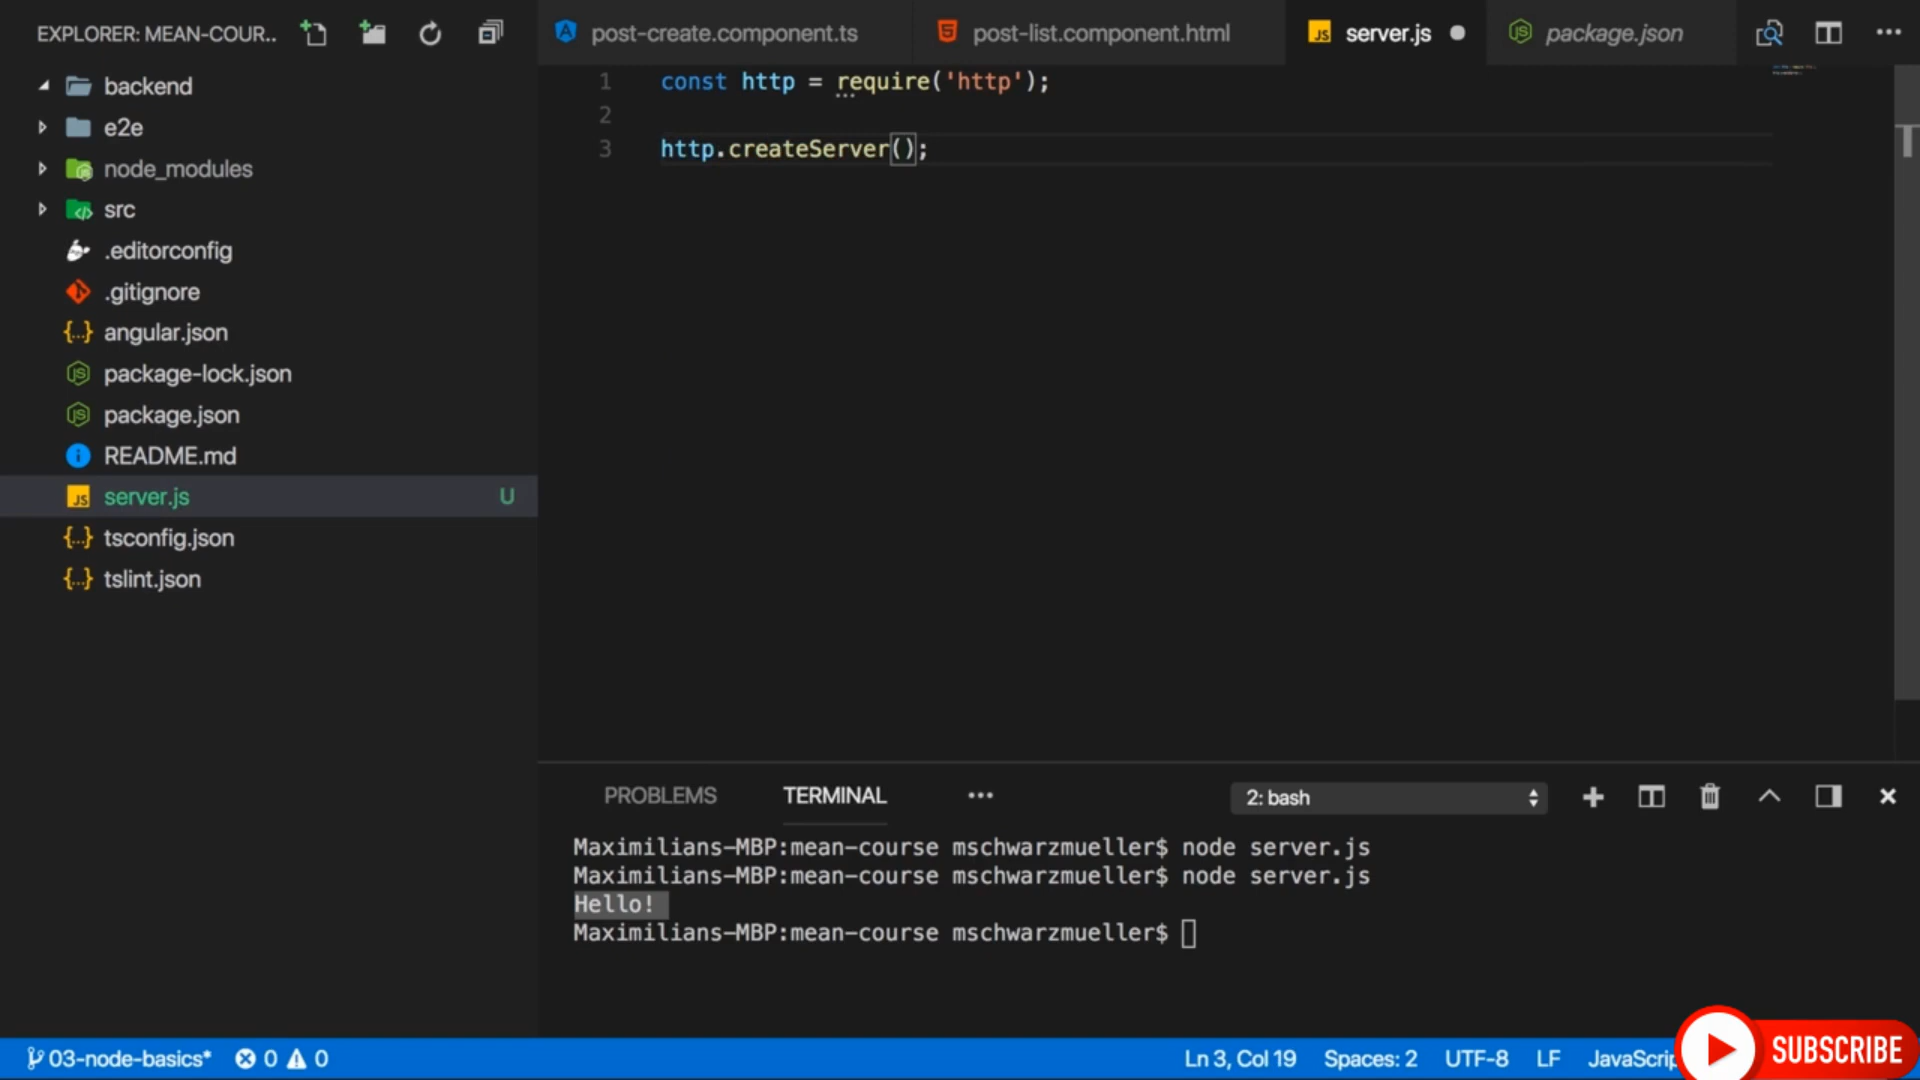 EXPLORER: MEAN-COUR..
backend
e2e
node_modules
src
.editorconfig
.gitignore
angular.json
package-lock.json
package.json
README.md
server.js U
tsconfig.json
tslint.json
post-create.component.ts
post-list.component.html
server.js
package.json
1 const http = require('http');
2
3 http.createServer();
PROBLEMS TERMINAL ••• 2: bash
Maximilians-MBP:mean-course mschwarzmueller$ node server.js
Maximilians-MBP:mean-course mschwarzmueller$ node server.js
Hello!
Maximilians-MBP:mean-course mschwarzmueller$
03-node-basics* 0 0 Ln 3, Col 19 Spaces: 2 UTF-8 LF JavaScrip
SUBSCRIBE